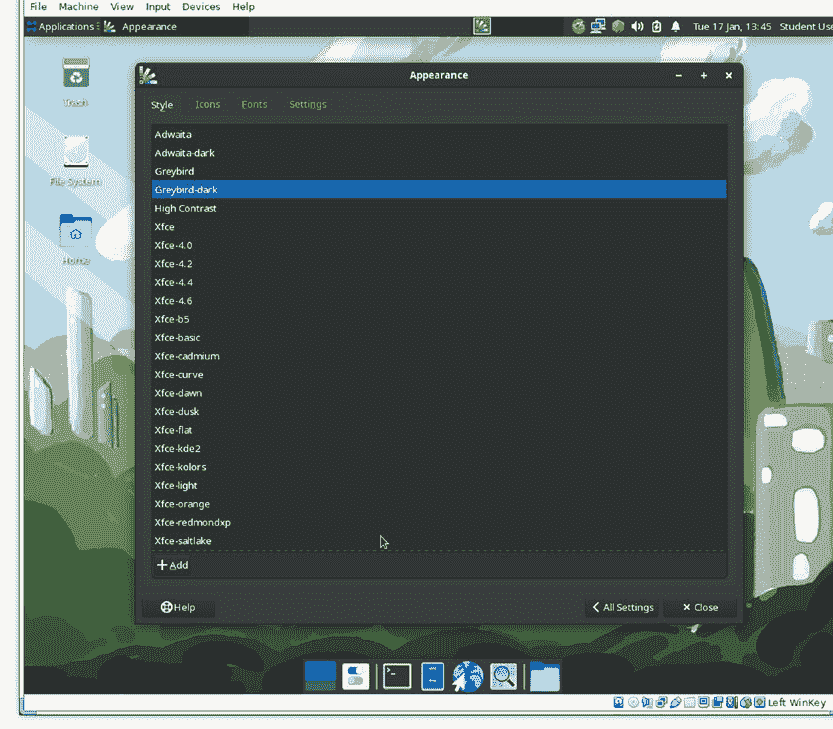 File Machine View Input Devices Help
Applications Appearance Tue 17 Jan, 13:45 Student Use
Appearance
Style Icons Fonts Settings
Trash
File System
Home
Adwaita
Adwaita-dark
Greybird
Greybird-dark
High Contrast
Xfce
Xfce-4.0
Xfce-4.2
Xfce-4.4
Xfce-4.6
Xfce-b5
Xfce-basic
Xfce-cadmium
Xfce-curve
Xfce-dawn
Xfce-dusk
Xfce-flat
Xfce-kde2
Xfce-kolors
Xfce-light
Xfce-orange
Xfce-redmondxp
Xfce-saltlake
Add
Help All Settings Close
Left WinKey